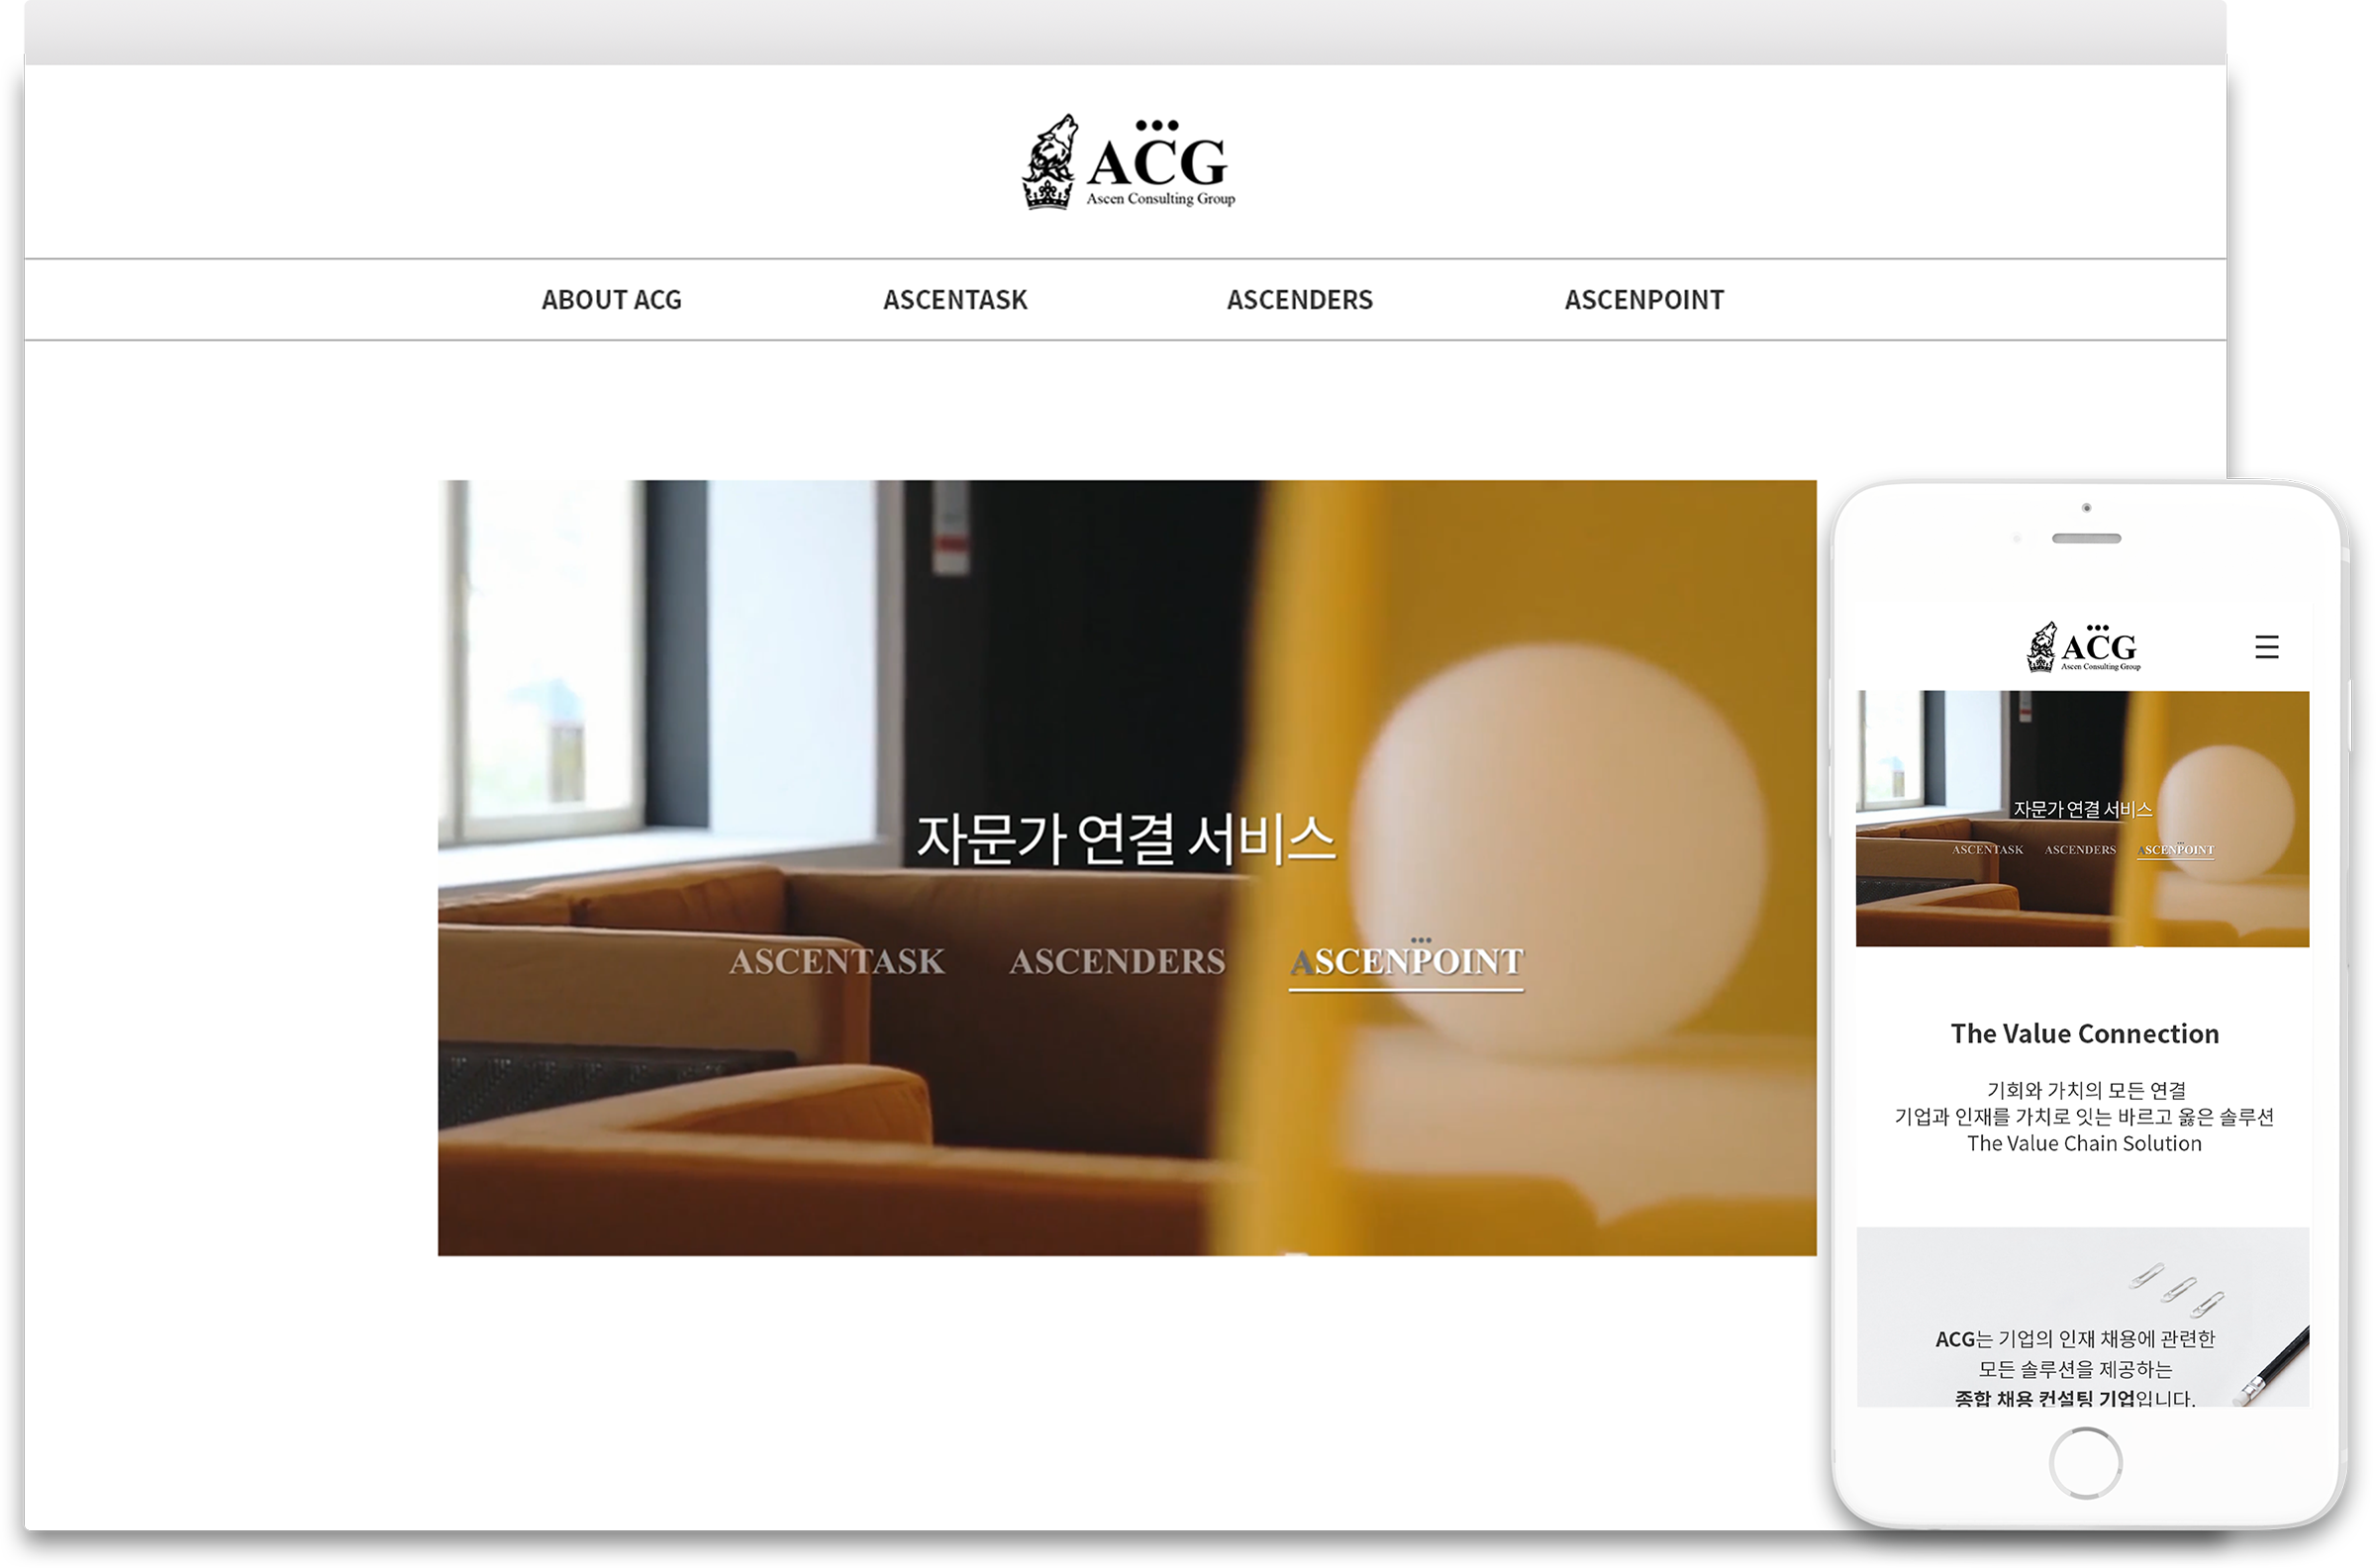 ACG
Ascen Consulting Group
ABOUT ACG
ASCENTASK
ASCENDERS
ASCENPOINT
자문가 연결 서비스
ASCENTASK
ASCENDERS
ASCENPOINT
ACG
Ascen Consulting Group
자문가 연결 서비스
ASCENTASK
ASCENDERS
ASCENPOINT
The Value Connection
기회와 가치의 모든 연결
기업과 인재를 가치로 잇는 바르고 옳은 솔루션
The Value Chain Solution
ACG는 기업의 인재 채용에 관련한
모든 솔루션을 제공하는
종합 채용 컨설팅 기업입니다.